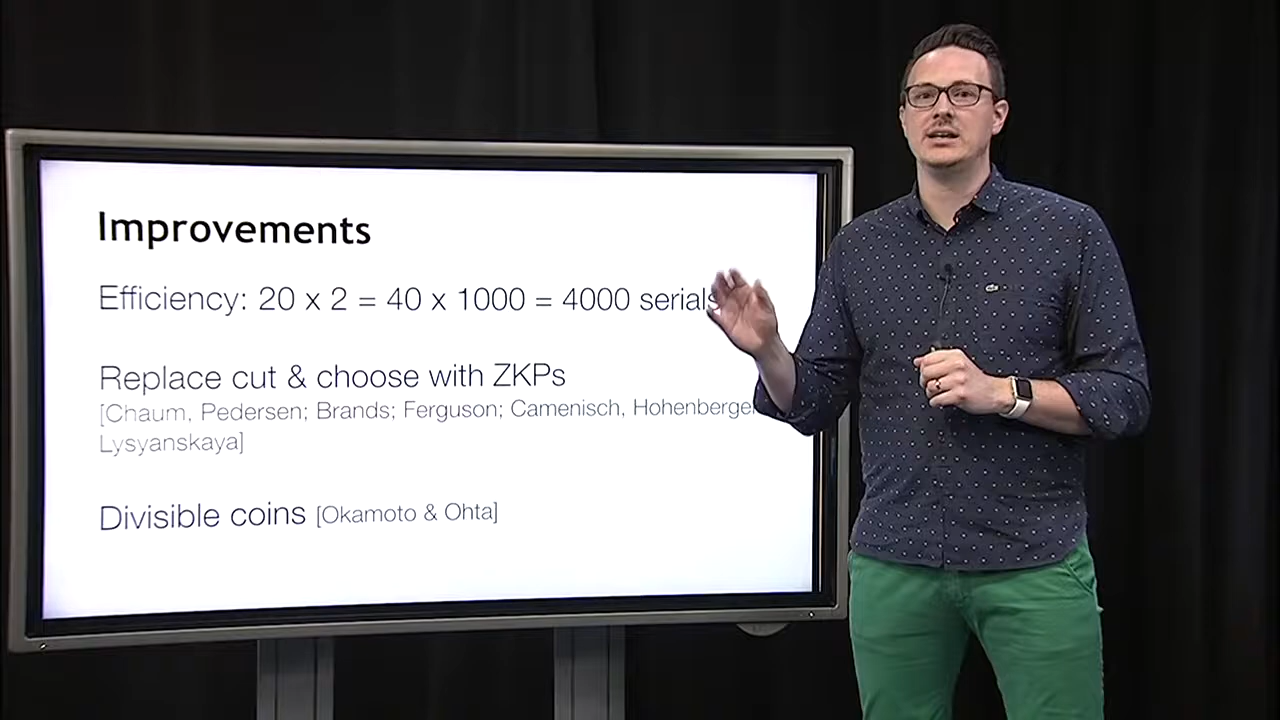 Improvements
Efficiency: 20 x 2 = 40 x 1000 = 4000 serials
Replace cut & choose with ZKPs
[Chaum, Pedersen; Brands; Ferguson; Camenisch, Hohenberger
Lysyanskaya]
Divisible coins [Okamoto & Ohta]